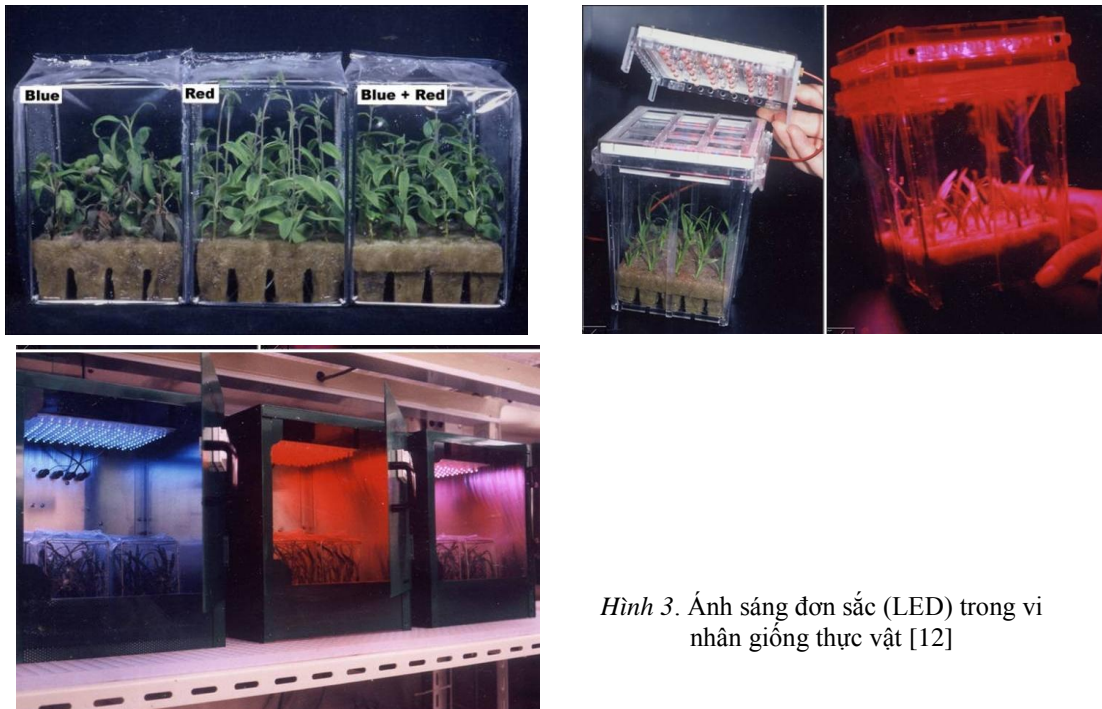 Blue
Red
Blue + Red
Hình 3. Ánh sáng đơn sắc (LED) trong vi
nhân giống thực vật [12]